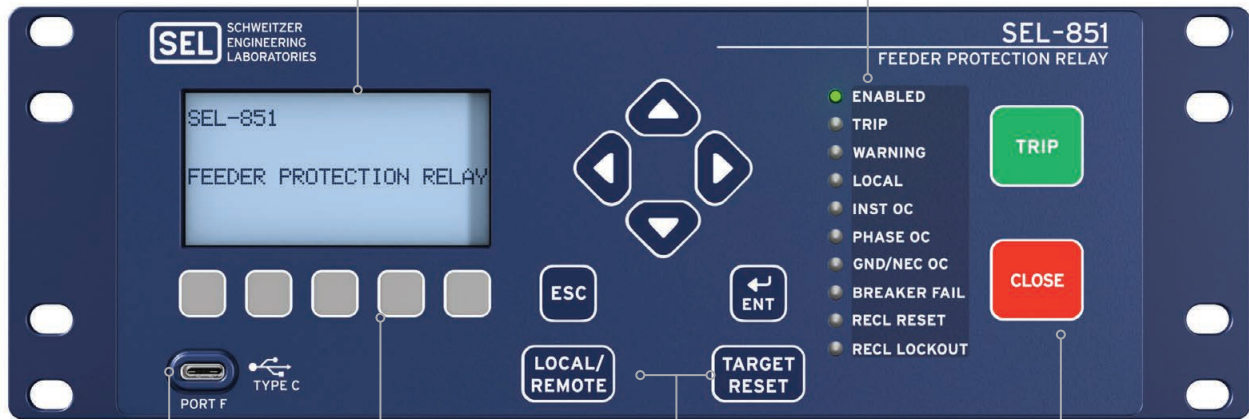 SEL
SCHWEITZER
ENGINEERING
LABORATORIES
SEL-851
FEEDER PROTECTION RELAY
SEL-851
FEEDER PROTECTION RELAY
ENABLED
TRIP
WARNING
LOCAL
INST OC
PHASE OC
GND/NEC OC
BREAKER FAIL
RECL RESET
RECL LOCKOUT
TRIP
CLOSE
ESC
ENT
LOCAL/
REMOTE
TARGET
RESET
TYPE C
PORT F